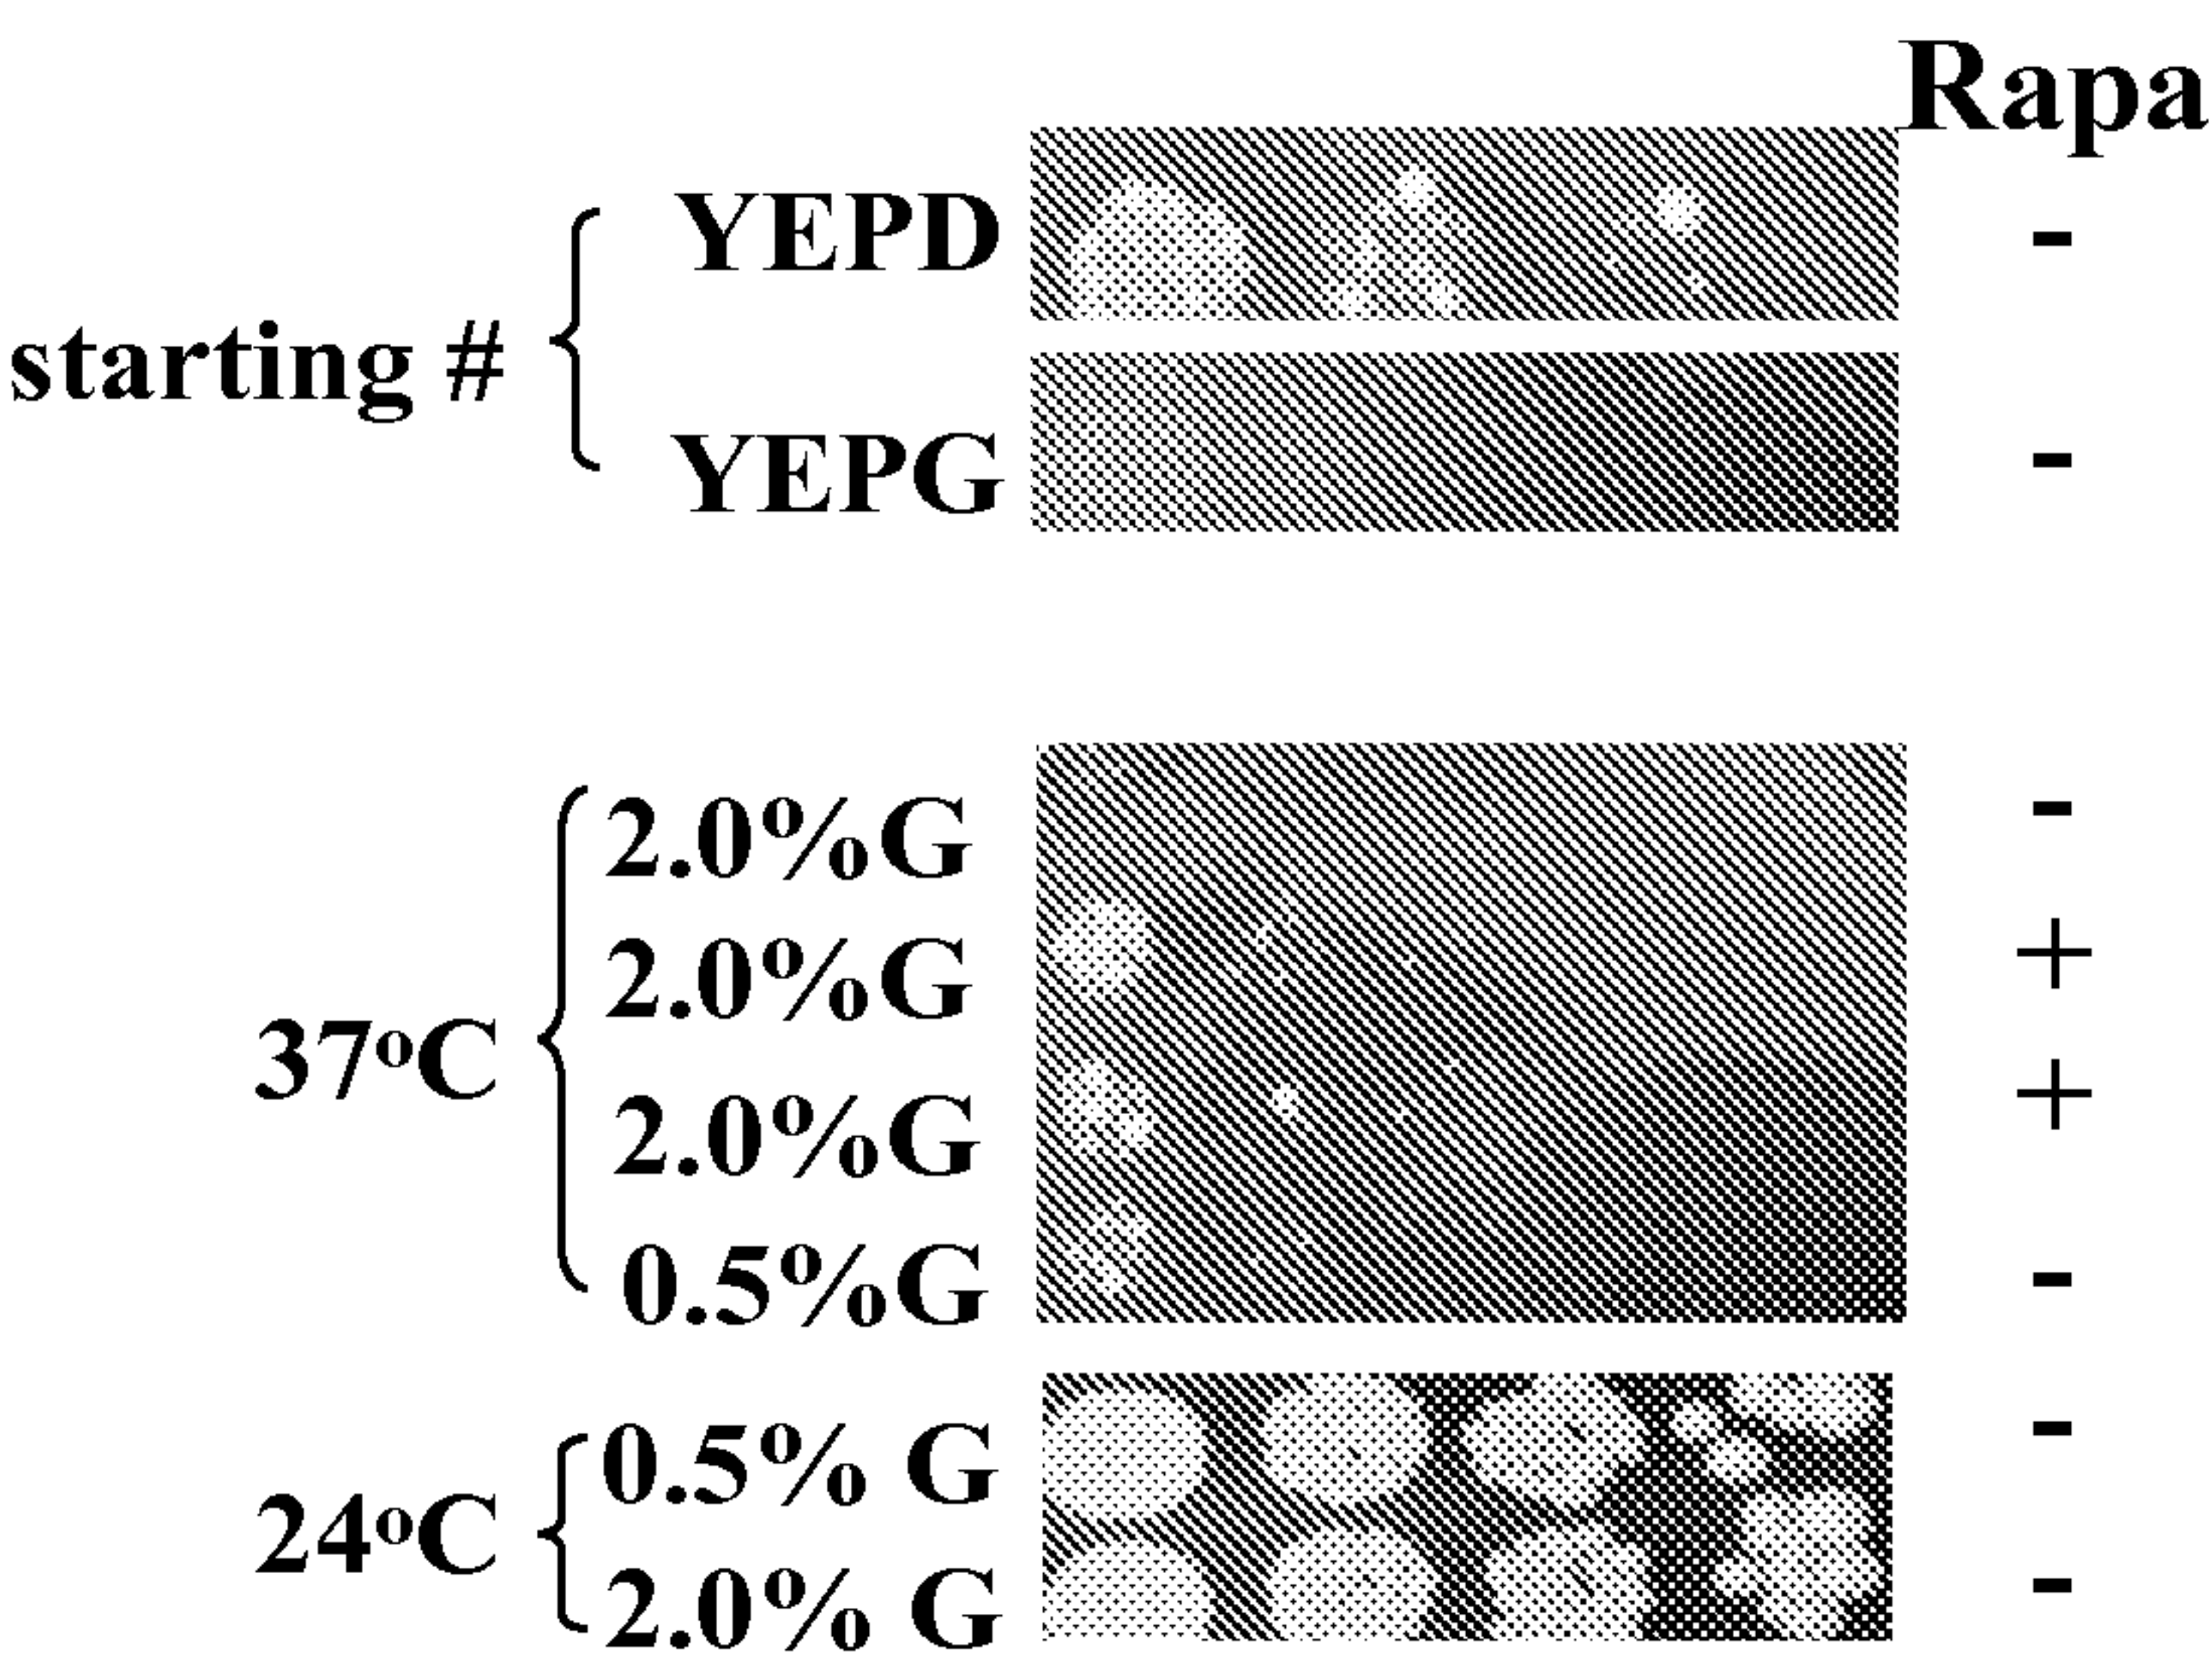 Rapa
YEPD -
starting #
YEPG -
2.0%G -
2.0%G +
37°C
2.0%G +
0.5%G -
0.5% G -
24°C
2.0% G -